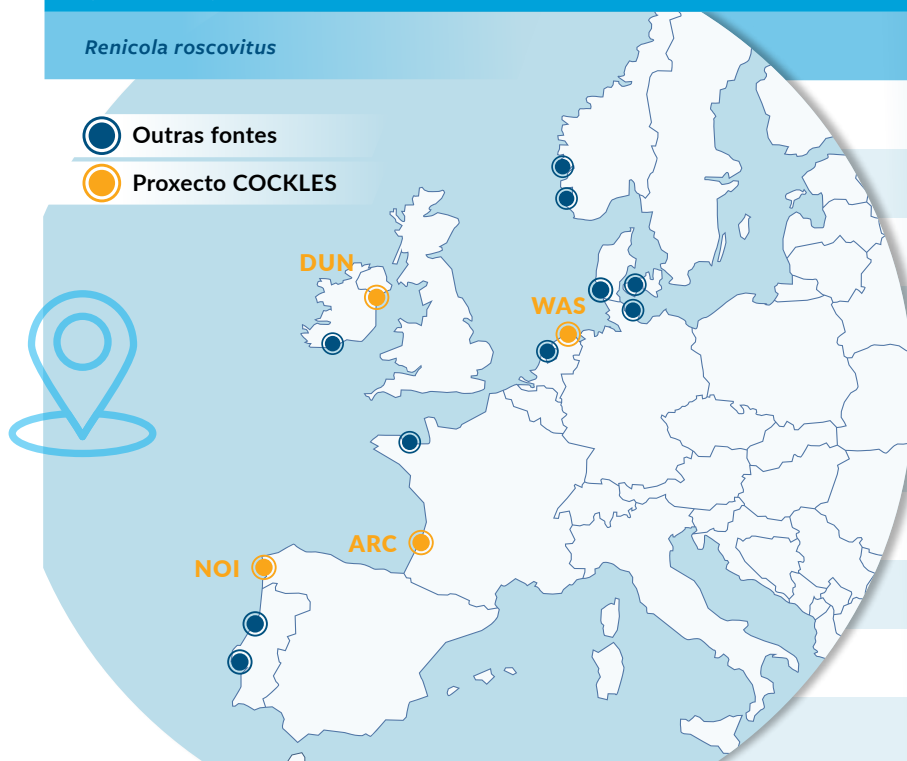 Renicola roscovitus
Outras fontes
Proxecto COCKLES
DUN
WAS
ARC
NOI